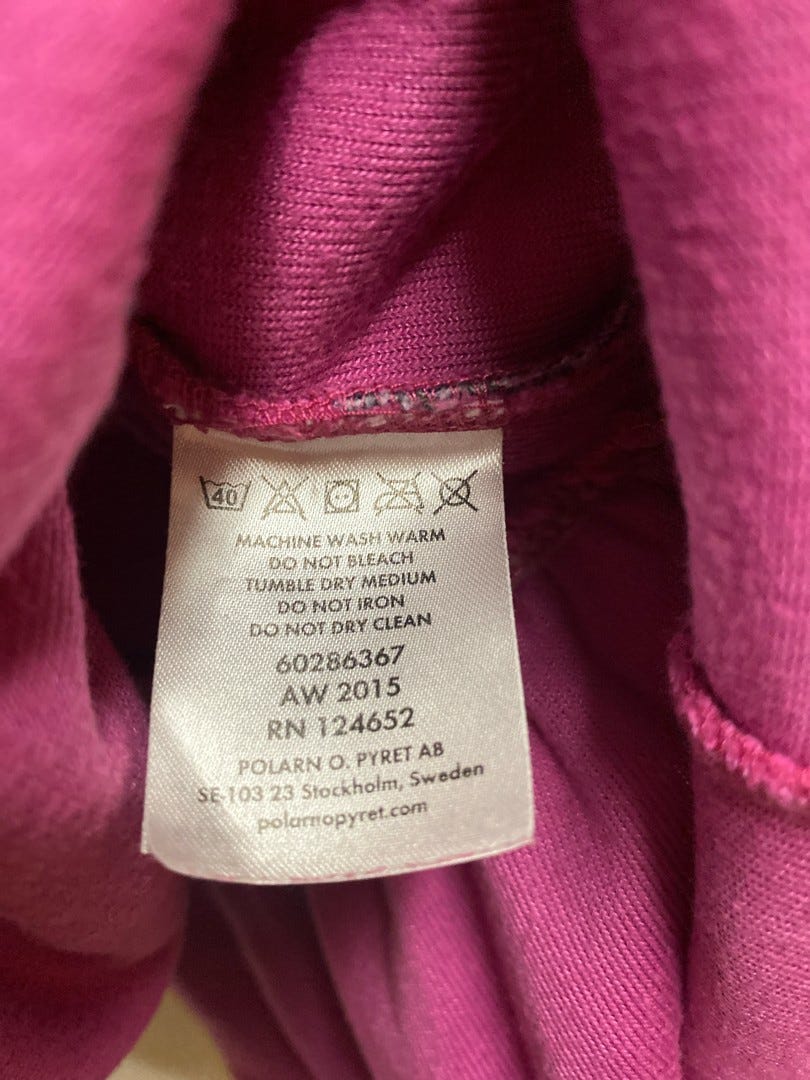 40
MACHINE WASH WARM
DO NOT BLEACH
TUMBLE DRY MEDIUM
DO NOT IRON
DO NOT DRY CLEAN
60286367
AW 2015
RN 124652
POLARN O. PYRET AB
SE-103 23 Stockholm, Sweden
polarnopyret.com